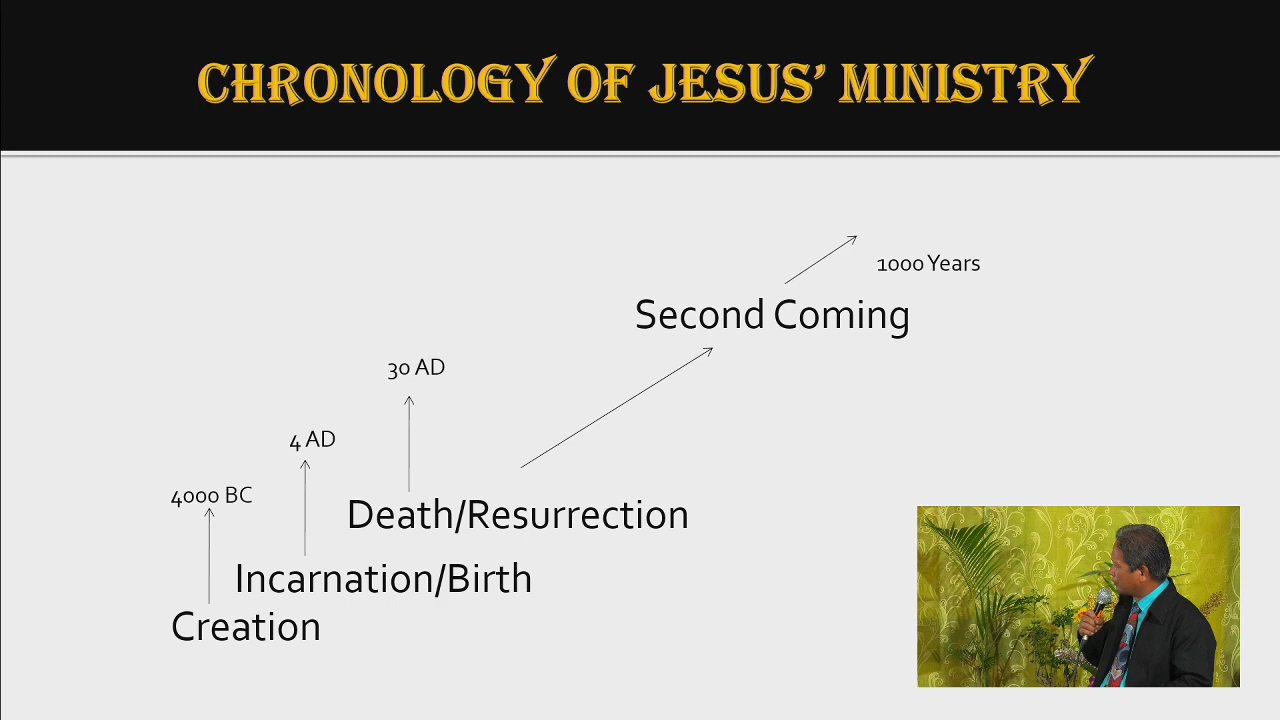 CHRONOLOGY OF JESUS’ MINISTRY
1000 Years
Second Coming
30 AD
4 AD
4000 BC
Death/Resurrection
Incarnation/Birth
Creation